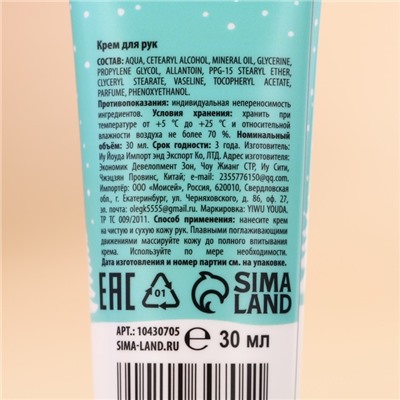 Крем для рук
СОСТАВ: AQUA, CETEARYL ALCOHOL, MINERAL OIL, GLYCERINE,
PROPYLENE GLYCOL, ALLANTOIN, PPG-15 STEARYL ETHER,
GLYCERYL STEARATE, VASELINE, TOCOPHERYL ACETATE,
PARFUME, PHENOXYETHANOL.
Противопоказания: индивидуальная непереносимость
ингредиентов. Условия хранения: хранить при
температуре от +5 °C до +25 °C и относительной
влажности воздуха не более 70 %. Номинальный
объём: 30 мл. Срок годности: 3 года. Изготовитель:
Иу Йоуда Импорт энд Экспорт Ко, ЛТД. Адрес изготовителя:
Экономик Девелопмент Зон, Чоу Жианг СТР, Иу Сити,
Чжэцзян Провинс, Китай, email: 2355776150@qq.com.
Импортёр: ООО «Моисей», Россия, 620010, Свердловская
обл., г. Екатеринбург, ул. Черняховского, д. 86, оф. 27,
эл./почта: olegk5555@gmail.ru. Маркировка: YIWU YOUDA.
ТР ТС 009/2011. Способ применения: нанесите крем
на чистую и сухую кожу рук. Плавными поглаживающими
движениями массируйте кожу до полного впитывания
крема. Используйте по мере необходимости.
Дата изготовления и номер партии см. на упаковке.
EAC 01 SIMA
LAND
АРТ.: 10430705
SIMA-LAND.RU
℮ 30 мл